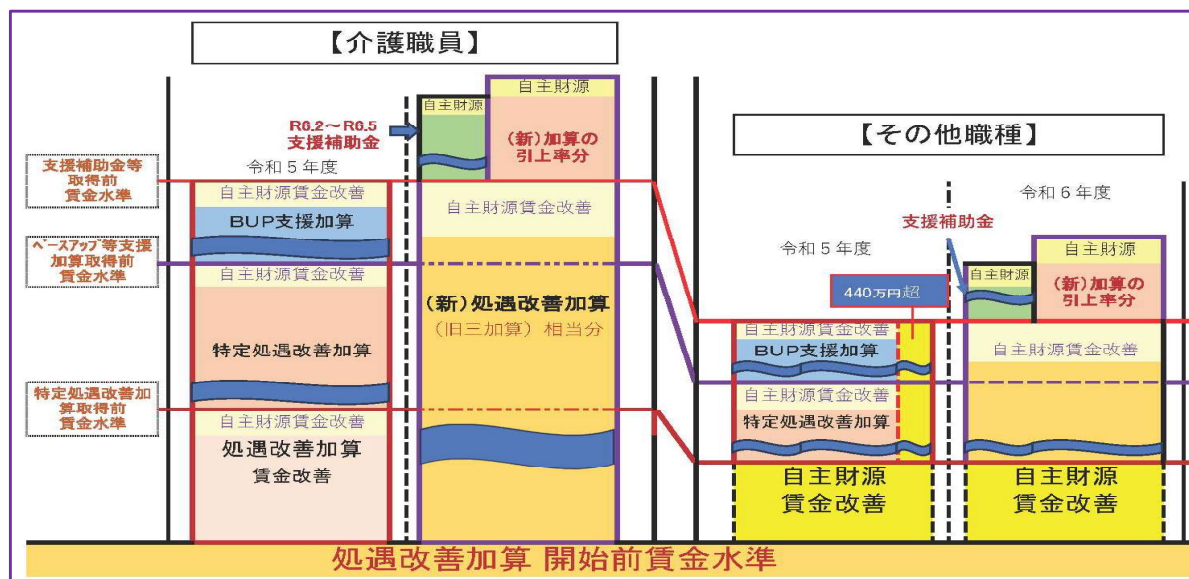 【介護職員】
自主財源
自主財源
R6.2～R6.5
支援補助金
(新)加算の
引上率分
支援補助金等
取得前
賃金水準
令和5年度
自主財源賃金改善
BUP支援加算
自主財源賃金改善
ベースアップ等支援
加算取得前
賃金水準
自主財源賃金改善
(新)処遇改善加算
(旧三加算)相当分
特定処遇改善加算
特定処遇改善加
算取得前
賃金水準
自主財源賃金改善
処遇改善加算
賃金改善
【その他職種】
令和6年度
支援補助金
令和5年度
自主財源
自主財源
(新)加算の
引上率分
440万円超
自主財源賃金改善
BUP支援加算
自主財源賃金改善
自主財源賃金改善
特定処遇改善加算
自主財源
賃金改善
自主財源
賃金改善
処遇改善加算 開始前賃金水準